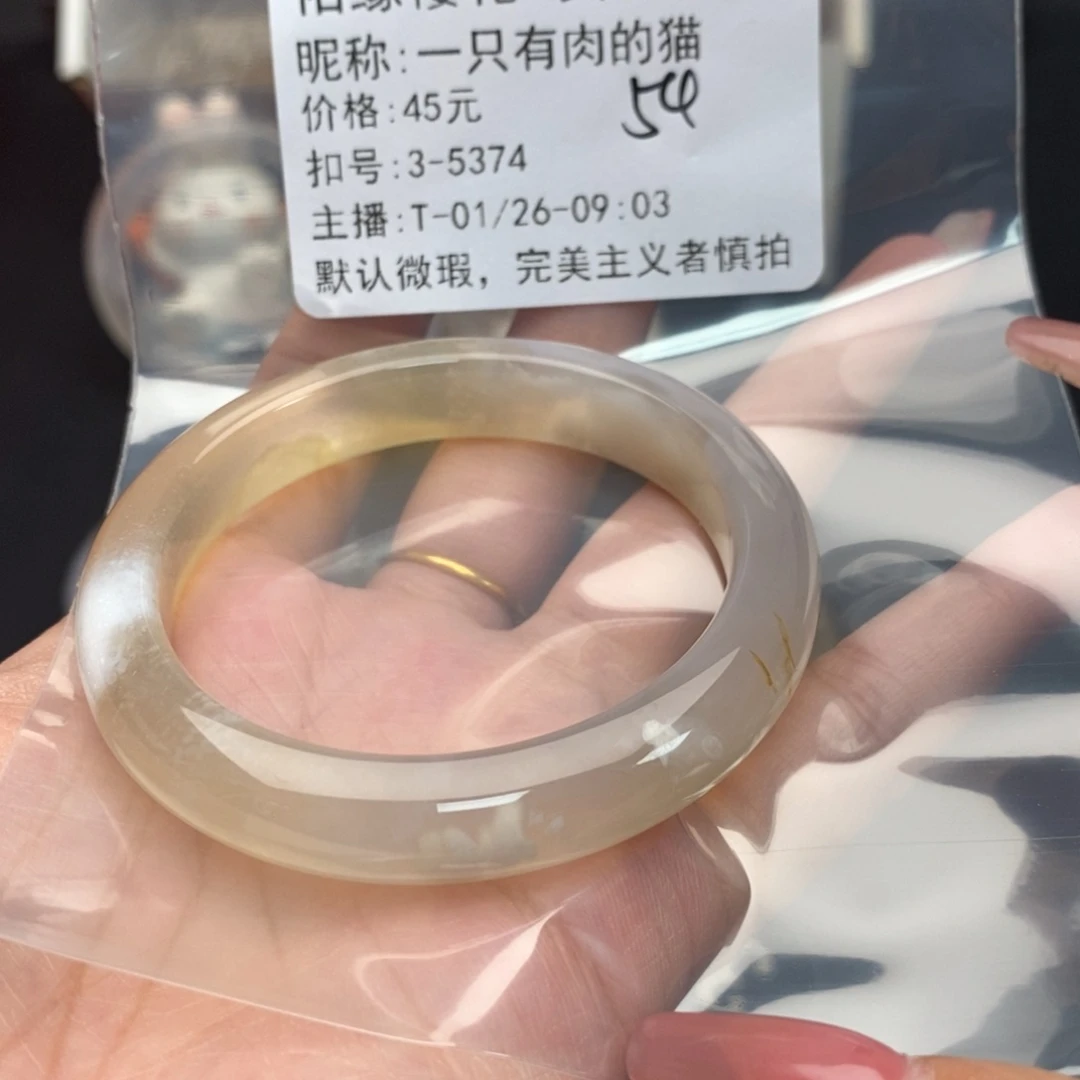 昵称:一只有肉的猫
价格:45元
54
扣号:3-5374
主播:T-01/26-09:03
默认微瑕，完美主义者慎拍